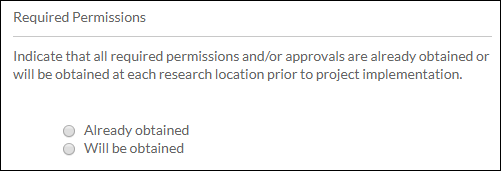 Required Permissions
Indicate that all required permissions and/or approvals are already obtained or
will be obtained at each research location prior to project implementation.
Already obtained
Will be obtained